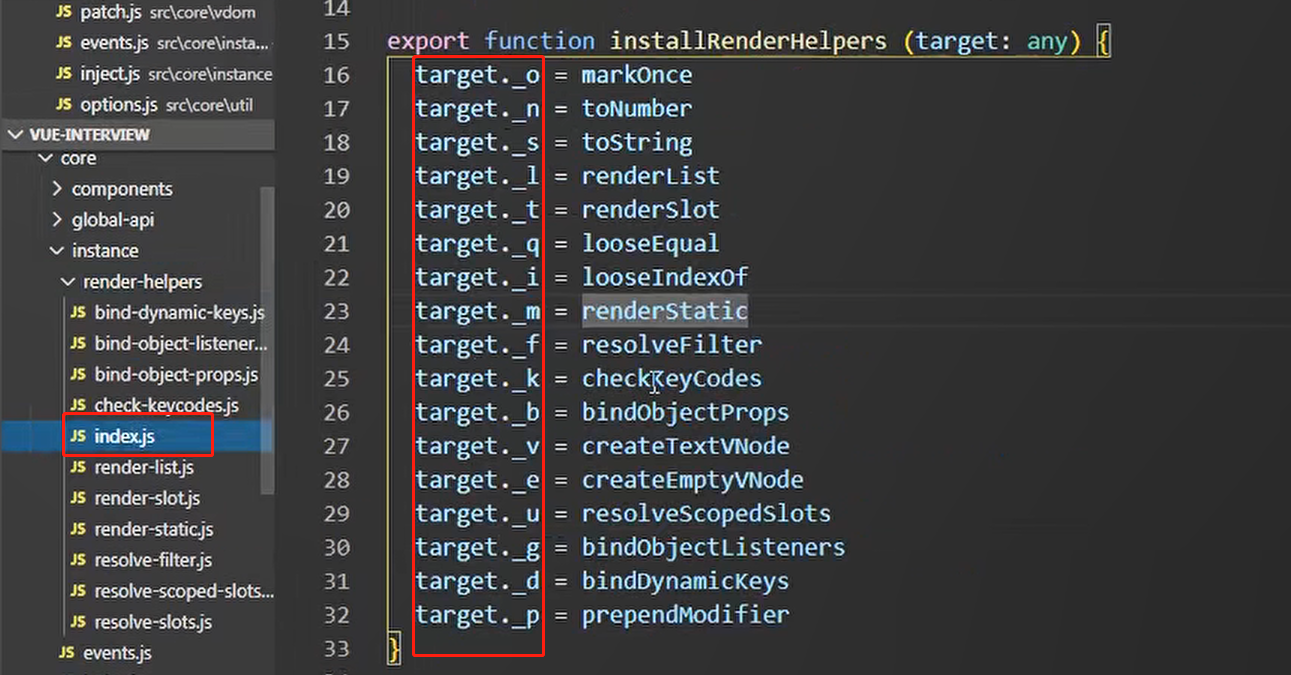 JS patch.js src\core\vdom
JS events.js src\core\insta...
JS inject.js src\core\instance
JS options.js src\core\util
VUE-INTERVIEW
core
components
global-api
instance
render-helpers
JS bind-dynamic-keys.js
JS bind-object-listener...
JS bind-object-props.js
JS check-keycodes.js
JS index.js
JS render-list.js
JS render-slot.js
JS render-static.js
JS resolve-filter.js
JS resolve-scoped-slots...
JS resolve-slots.js
JS events.js
14
15 export function installRenderHelpers (target: any) {
16 target._o = markOnce
17 target._n = toNumber
18 target._s = toString
19 target._l = renderList
20 target._t = renderSlot
21 target._q = looseEqual
22 target._i = looseIndexOf
23 target._m = renderStatic
24 target._f = resolveFilter
25 target._k = checkKeyCodes
26 target._b = bindObjectProps
27 target._v = createTextVNode
28 target._e = createEmptyVNode
29 target._u = resolveScopedSlots
30 target._g = bindObjectListeners
31 target._d = bindDynamicKeys
32 target._p = prependModifier
33 }